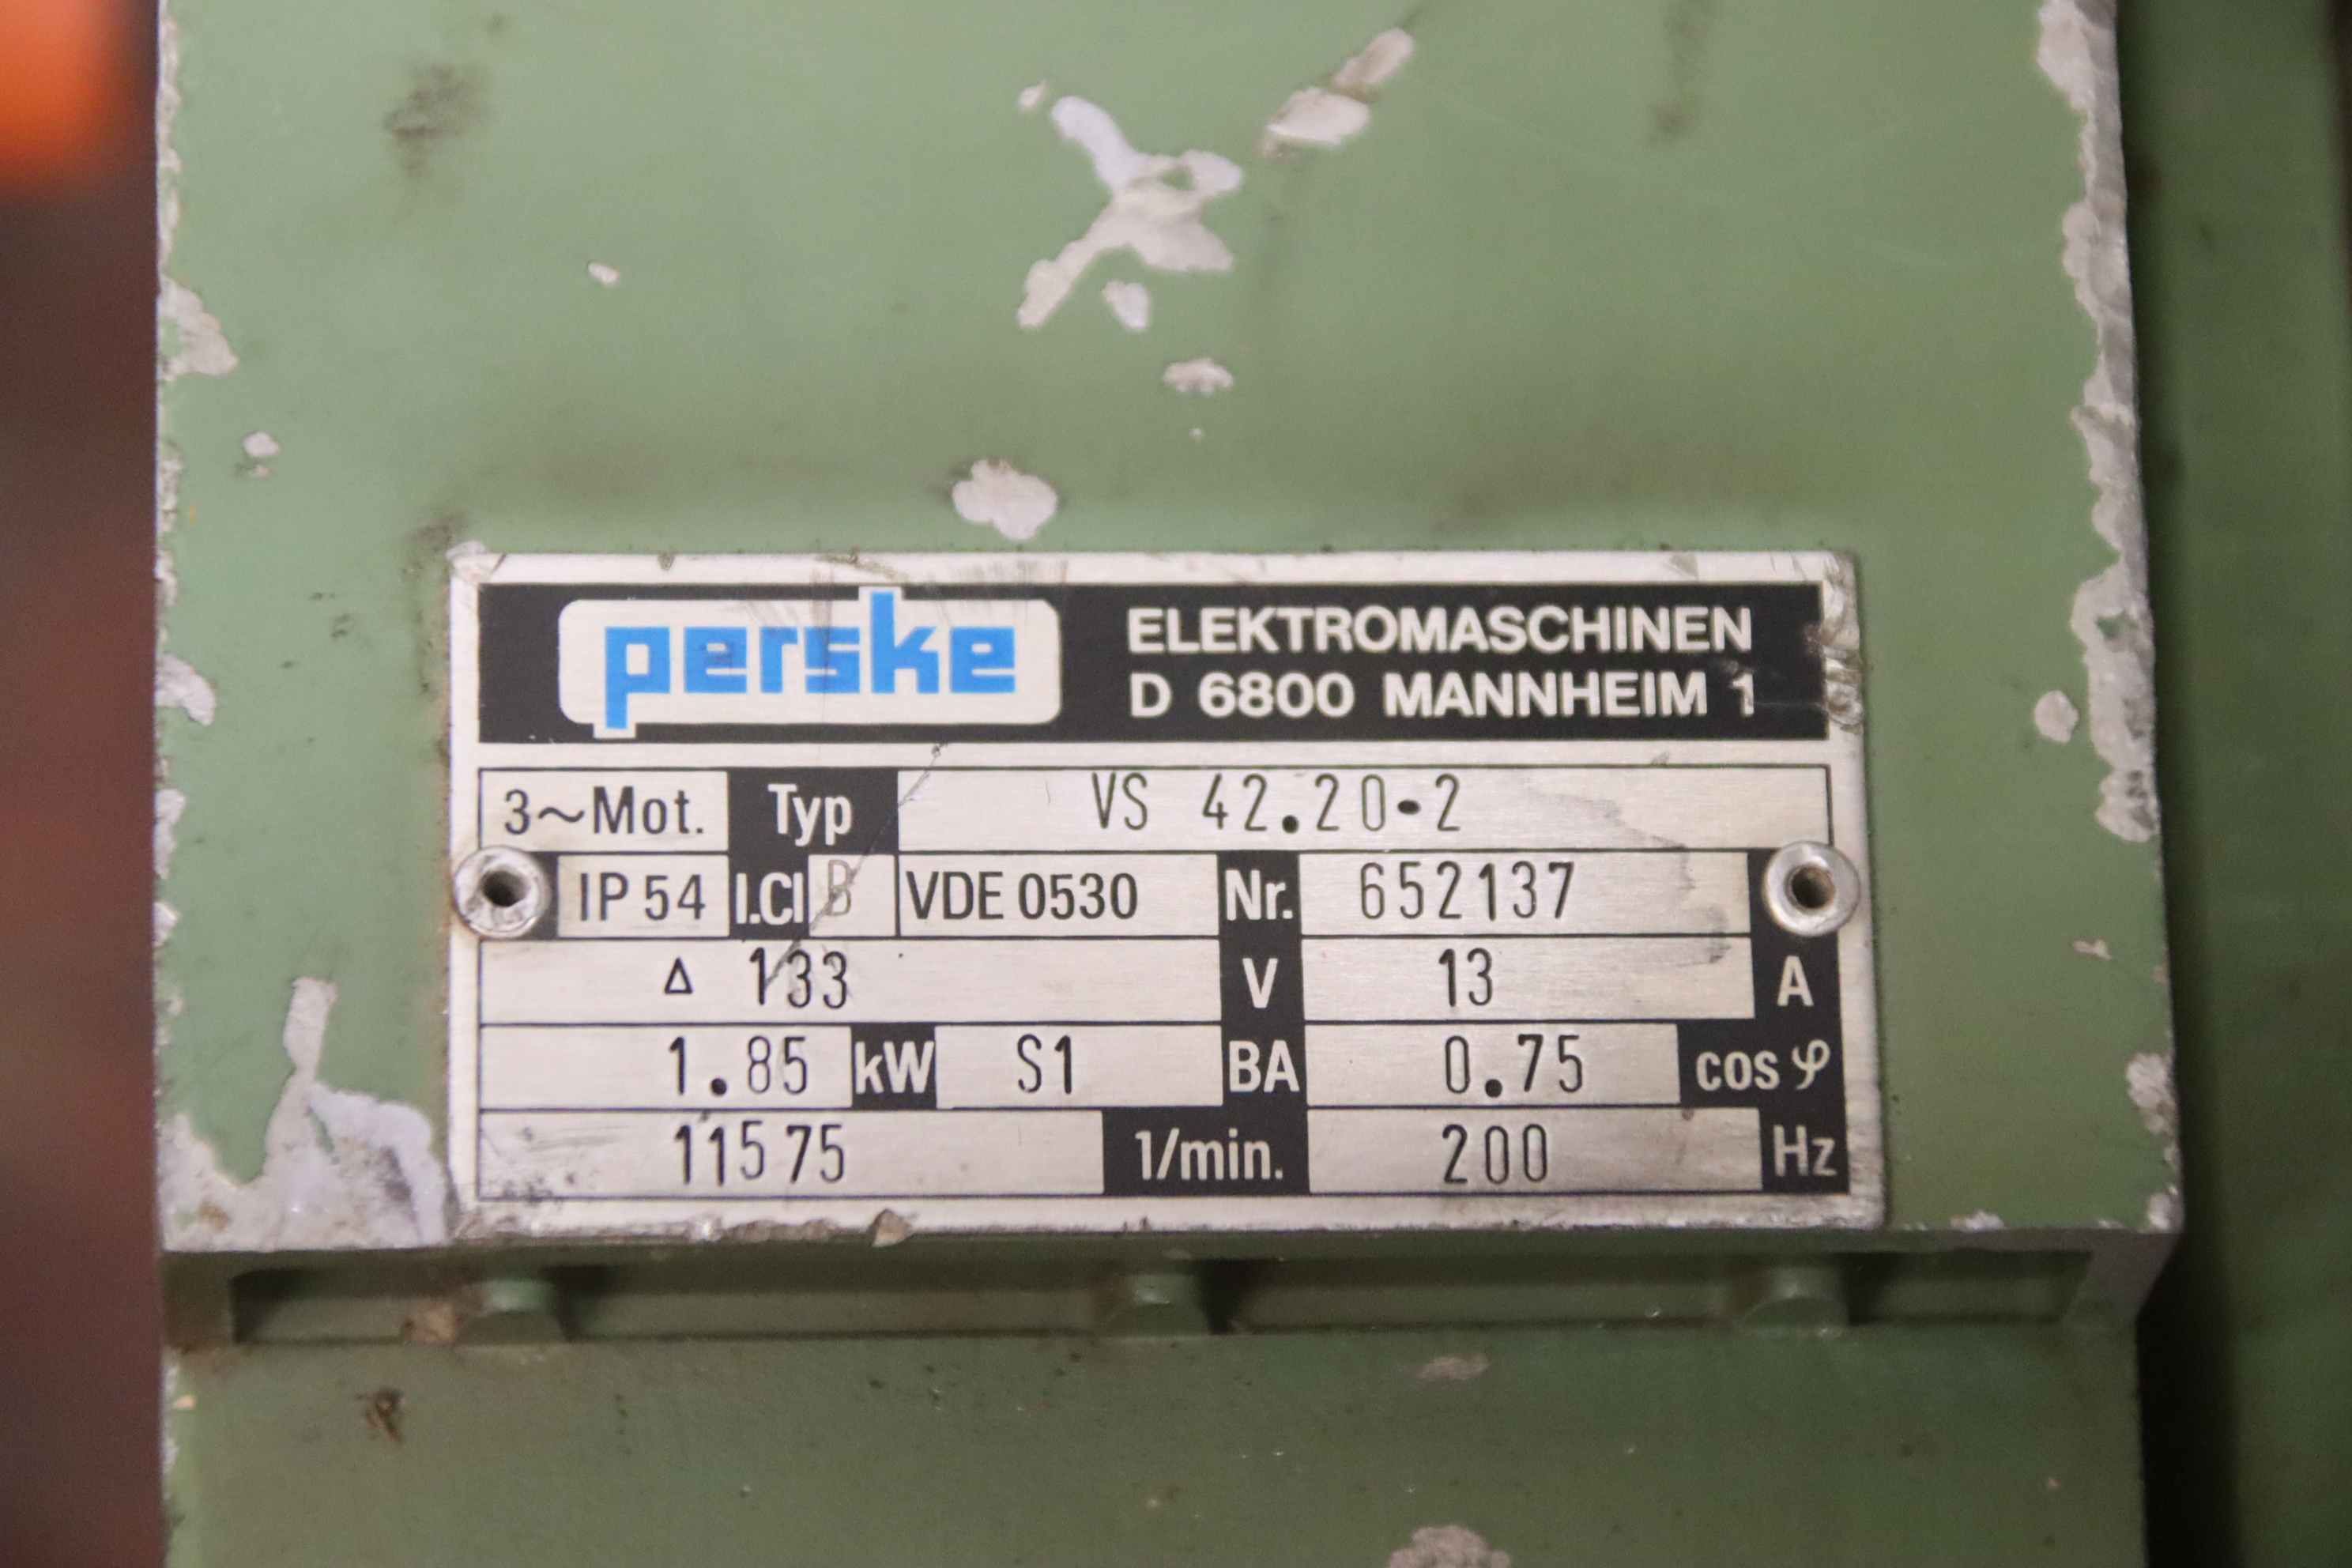 perske ELEKTROMASCHINEN
D 6800 MANNHEIM 1
3~Mot. Typ VS 42.20-2
IP 54 I.Cl B VDE 0530 Nr. 652137
Δ 133 V 13 A
1.85 kW S1 BA 0.75 cos φ
11575 1/min. 200 Hz